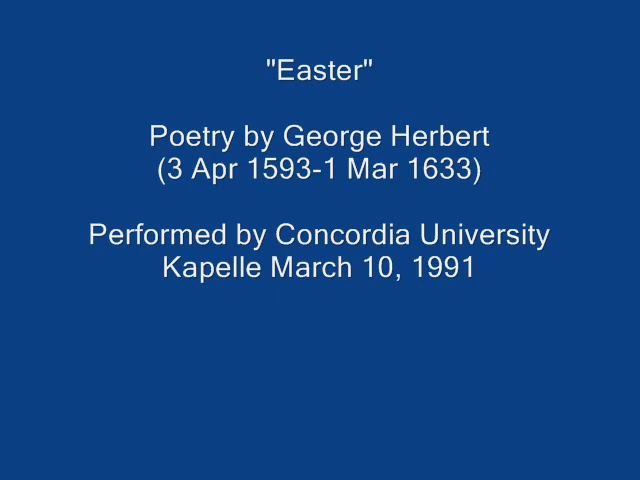 "Easter"
Poetry by George Herbert
(3 Apr 1593-1 Mar 1633)
Performed by Concordia University
Kapelle March 10, 1991